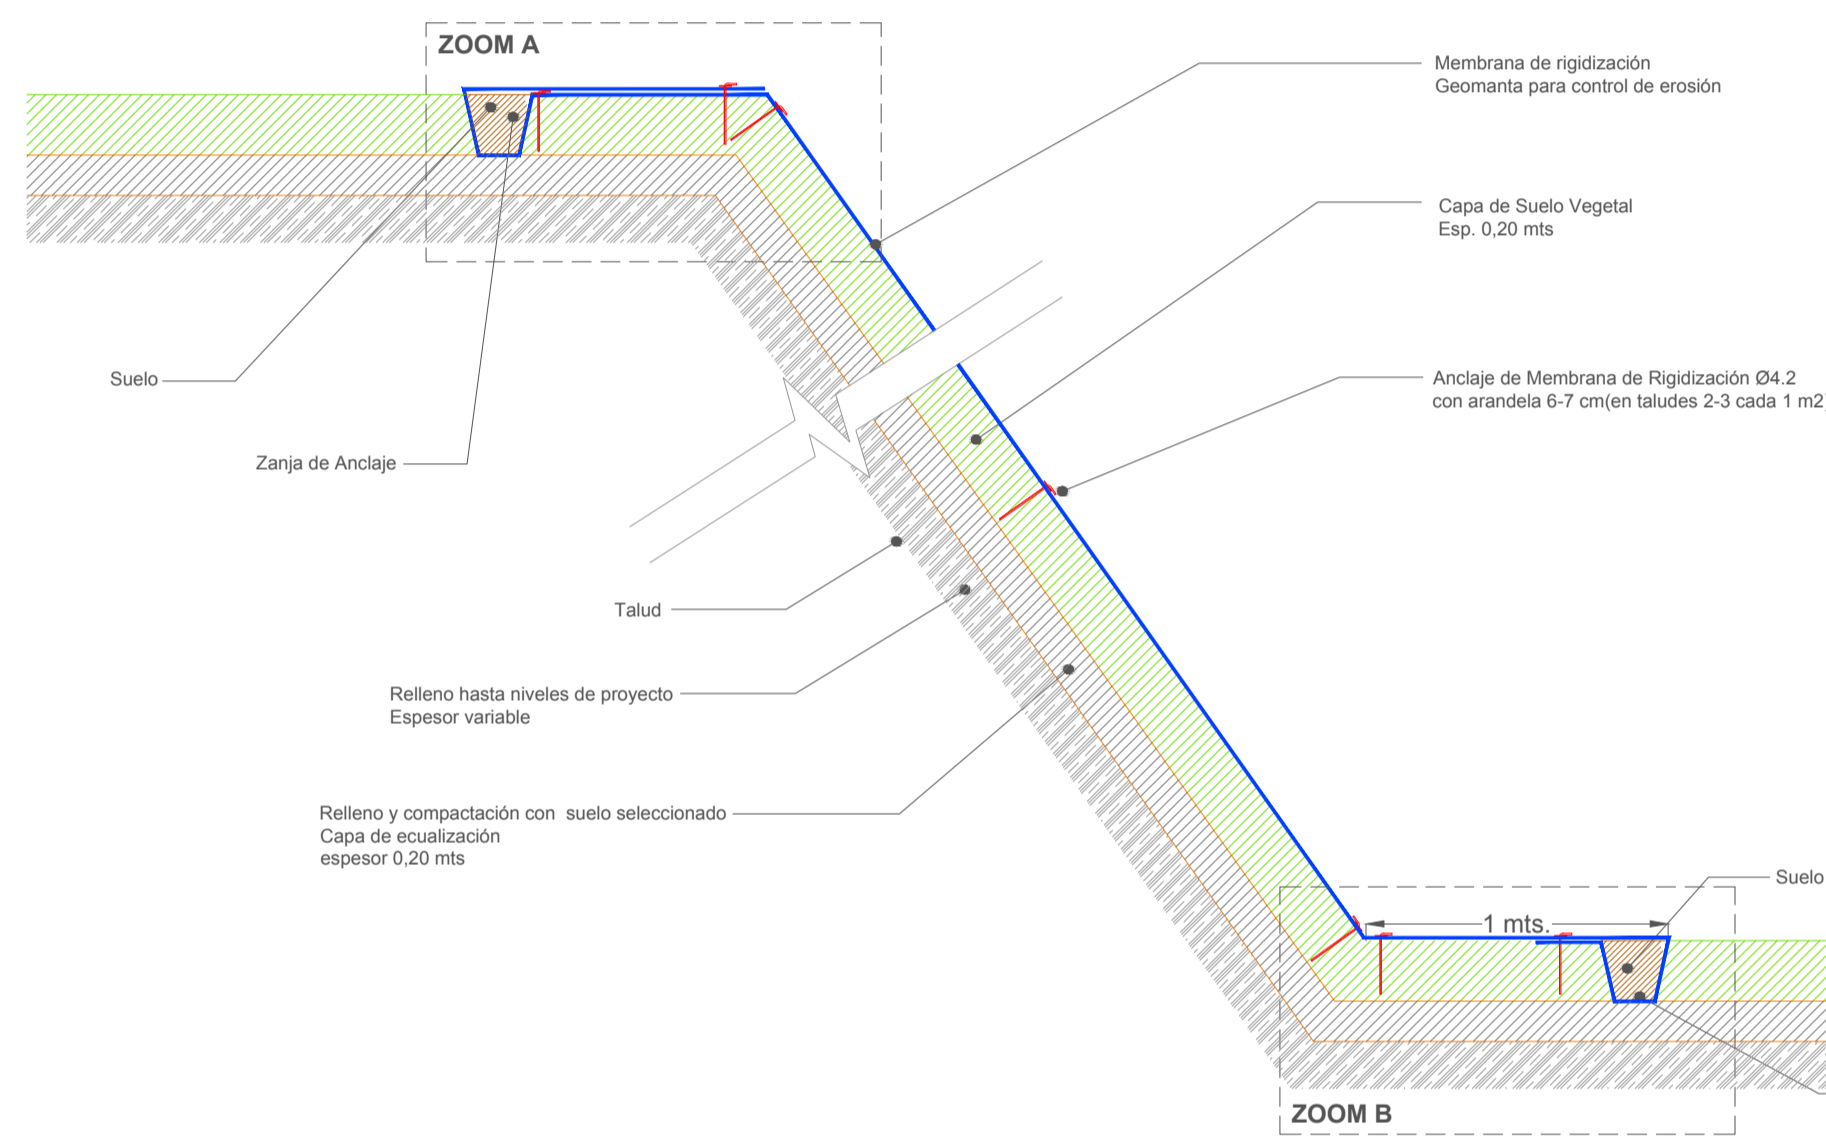 ZOOM A
Membrana de rigidización
Geomanta para control de erosión
Capa de Suelo Vegetal
Esp. 0,20 mts
Suelo
Anclaje de Membrana de Rigidización Ø4.2
con arandela 6-7 cm(en taludes 2-3 cada 1 m2)
Zanja de Anclaje
Talud
Relleno hasta niveles de proyecto
Espesor variable
Relleno y compactación con  suelo seleccionado
Capa de ecualización
espesor 0,20 mts
Suelo
1 mts.
ZOOM B